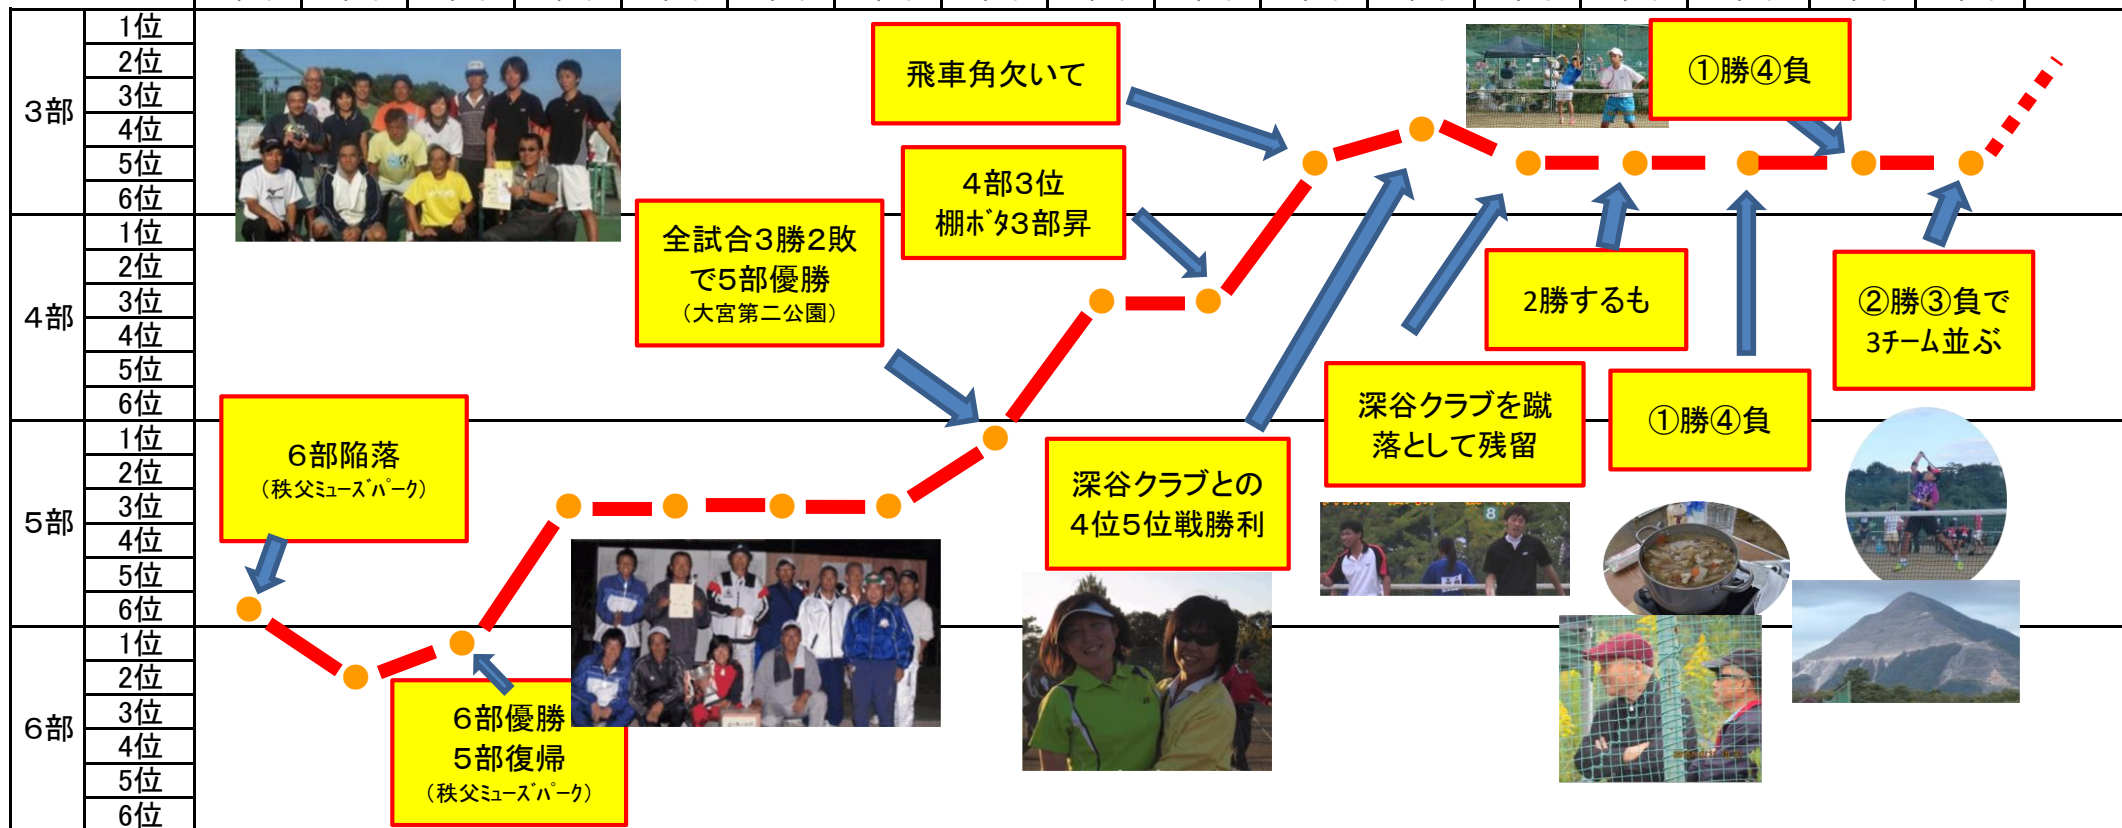 3部
1位
2位
3位
4位
5位
6位
4部
1位
2位
3位
4位
5位
6位
5部
1位
2位
3位
4位
5位
6位
6部
1位
2位
3位
4位
5位
6位
6部陥落
（秩父ﾐｭｰｽﾞﾊﾟｰｸ）
6部優勝
5部復帰
（秩父ﾐｭｰｽﾞﾊﾟｰｸ）
全試合3勝2敗
で5部優勝
（大宮第二公園）
飛車角欠いて
4部3位
棚ﾎﾞﾀ3部昇
深谷クラブとの
4位5位戦勝利
深谷クラブを蹴
落として残留
2勝するも
①勝④負
①勝④負
②勝③負で
3ﾁｰﾑ並ぶ
8